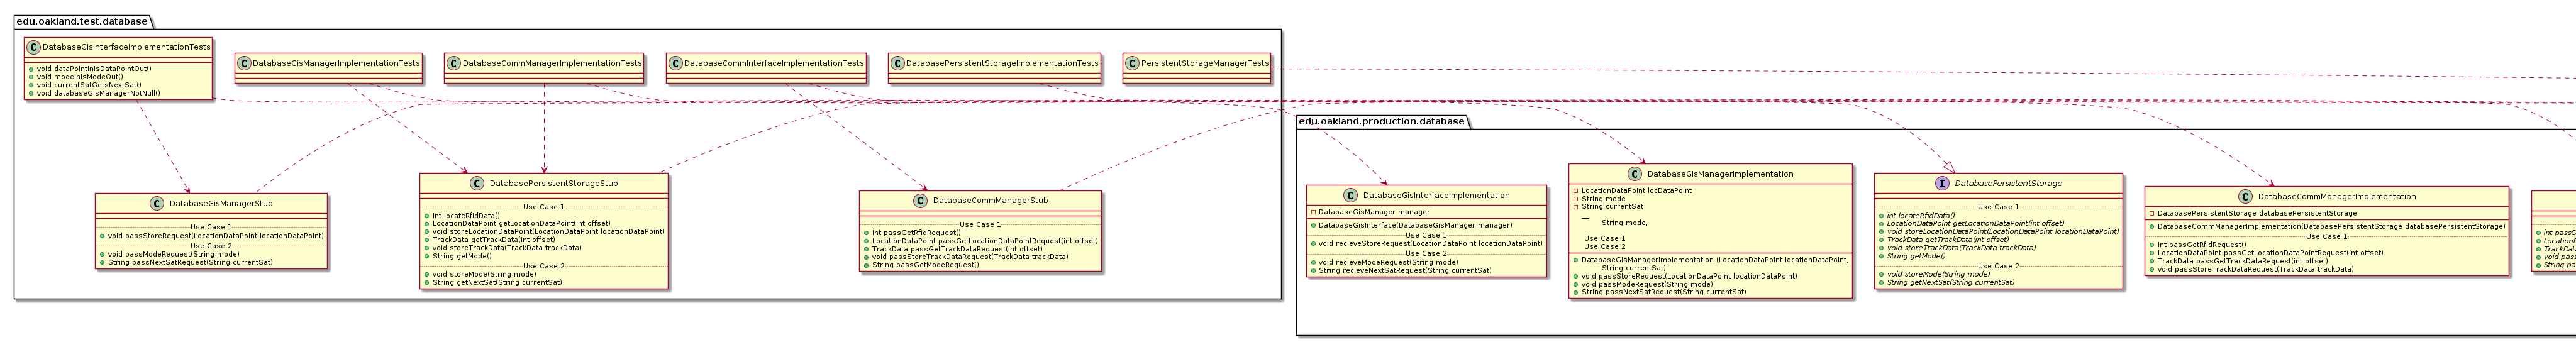 edu.oakland.test.database
C DatabaseGisInterfaceImplementationTests
void dataPointInIsDataPointOut()
void modeInIsModeOut()
void currentSatGetsNextSat()
void databaseGisManagerNotNull()
C DatabaseGisManagerImplementationTests
C DatabaseCommManagerImplementationTests
C DatabaseCommInterfaceImplementationTests
C DatabasePersistentStorageImplementationTests
C PersistentStorageManagerTests
C DatabaseGisManagerStub
Use Case 1
void passStoreRequest(LocationDataPoint locationDataPoint)
Use Case 2
void passModeRequest(String mode)
String passNextSatRequest(String currentSat)
C DatabasePersistentStorageStub
Use Case 1
int locateRfidData()
LocationDataPoint getLocationDataPoint(int offset)
void storeLocationDataPoint(LocationDataPoint locationDataPoint)
TrackData getTrackData(int offset)
void storeTrackData(TrackData trackData)
String getMode()
Use Case 2
void storeMode(String mode)
String getNextSat(String currentSat)
C DatabaseCommManagerStub
Use Case 1
int passGetRfidRequest()
LocationDataPoint passGetLocationDataPointRequest(int offset)
TrackData passGetTrackDataRequest(int offset)
void passStoreTrackDataRequest(TrackData trackData)
String passGetModeRequest()
edu.oakland.production.database
C DatabaseGisInterfaceImplementation
DatabaseGisManager manager
DatabaseGisInterface(DatabaseGisManager manager)
Use Case 1
void recieveStoreRequest(LocationDataPoint locationDataPoint)
Use Case 2
void recieveModeRequest(String mode)
String recieveNextSatRequest(String currentSat)
C DatabaseGisManagerImplementation
LocationDataPoint locDataPoint
String mode
String currentSat
__
String mode,
Use Case 1
Use Case 2
DatabaseGisManagerImplementation (LocationDataPoint locationDataPoint,
String currentSat)
void passStoreRequest(LocationDataPoint locationDataPoint)
void passModeRequest(String mode)
String passNextSatRequest(String currentSat)
I DatabasePersistentStorage
Use Case 1
int locateRfidData()
LocationDataPoint getLocationDataPoint(int offset)
void storeLocationDataPoint(LocationDataPoint locationDataPoint)
TrackData getTrackData(int offset)
void storeTrackData(TrackData trackData)
String getMode()
Use Case 2
void storeMode(String mode)
String getNextSat(String currentSat)
C DatabaseCommManagerImplementation
DatabasePersistentStorage databasePersistentStorage
DatabaseCommManagerImplementation(DatabasePersistentStorage databasePersistentStorage)
Use Case 1
int passGetRfidRequest()
LocationDataPoint passGetLocationDataPointRequest(int offset)
TrackData passGetTrackDataRequest(int offset)
void passStoreTrackDataRequest(TrackData trackData)
int
void
String